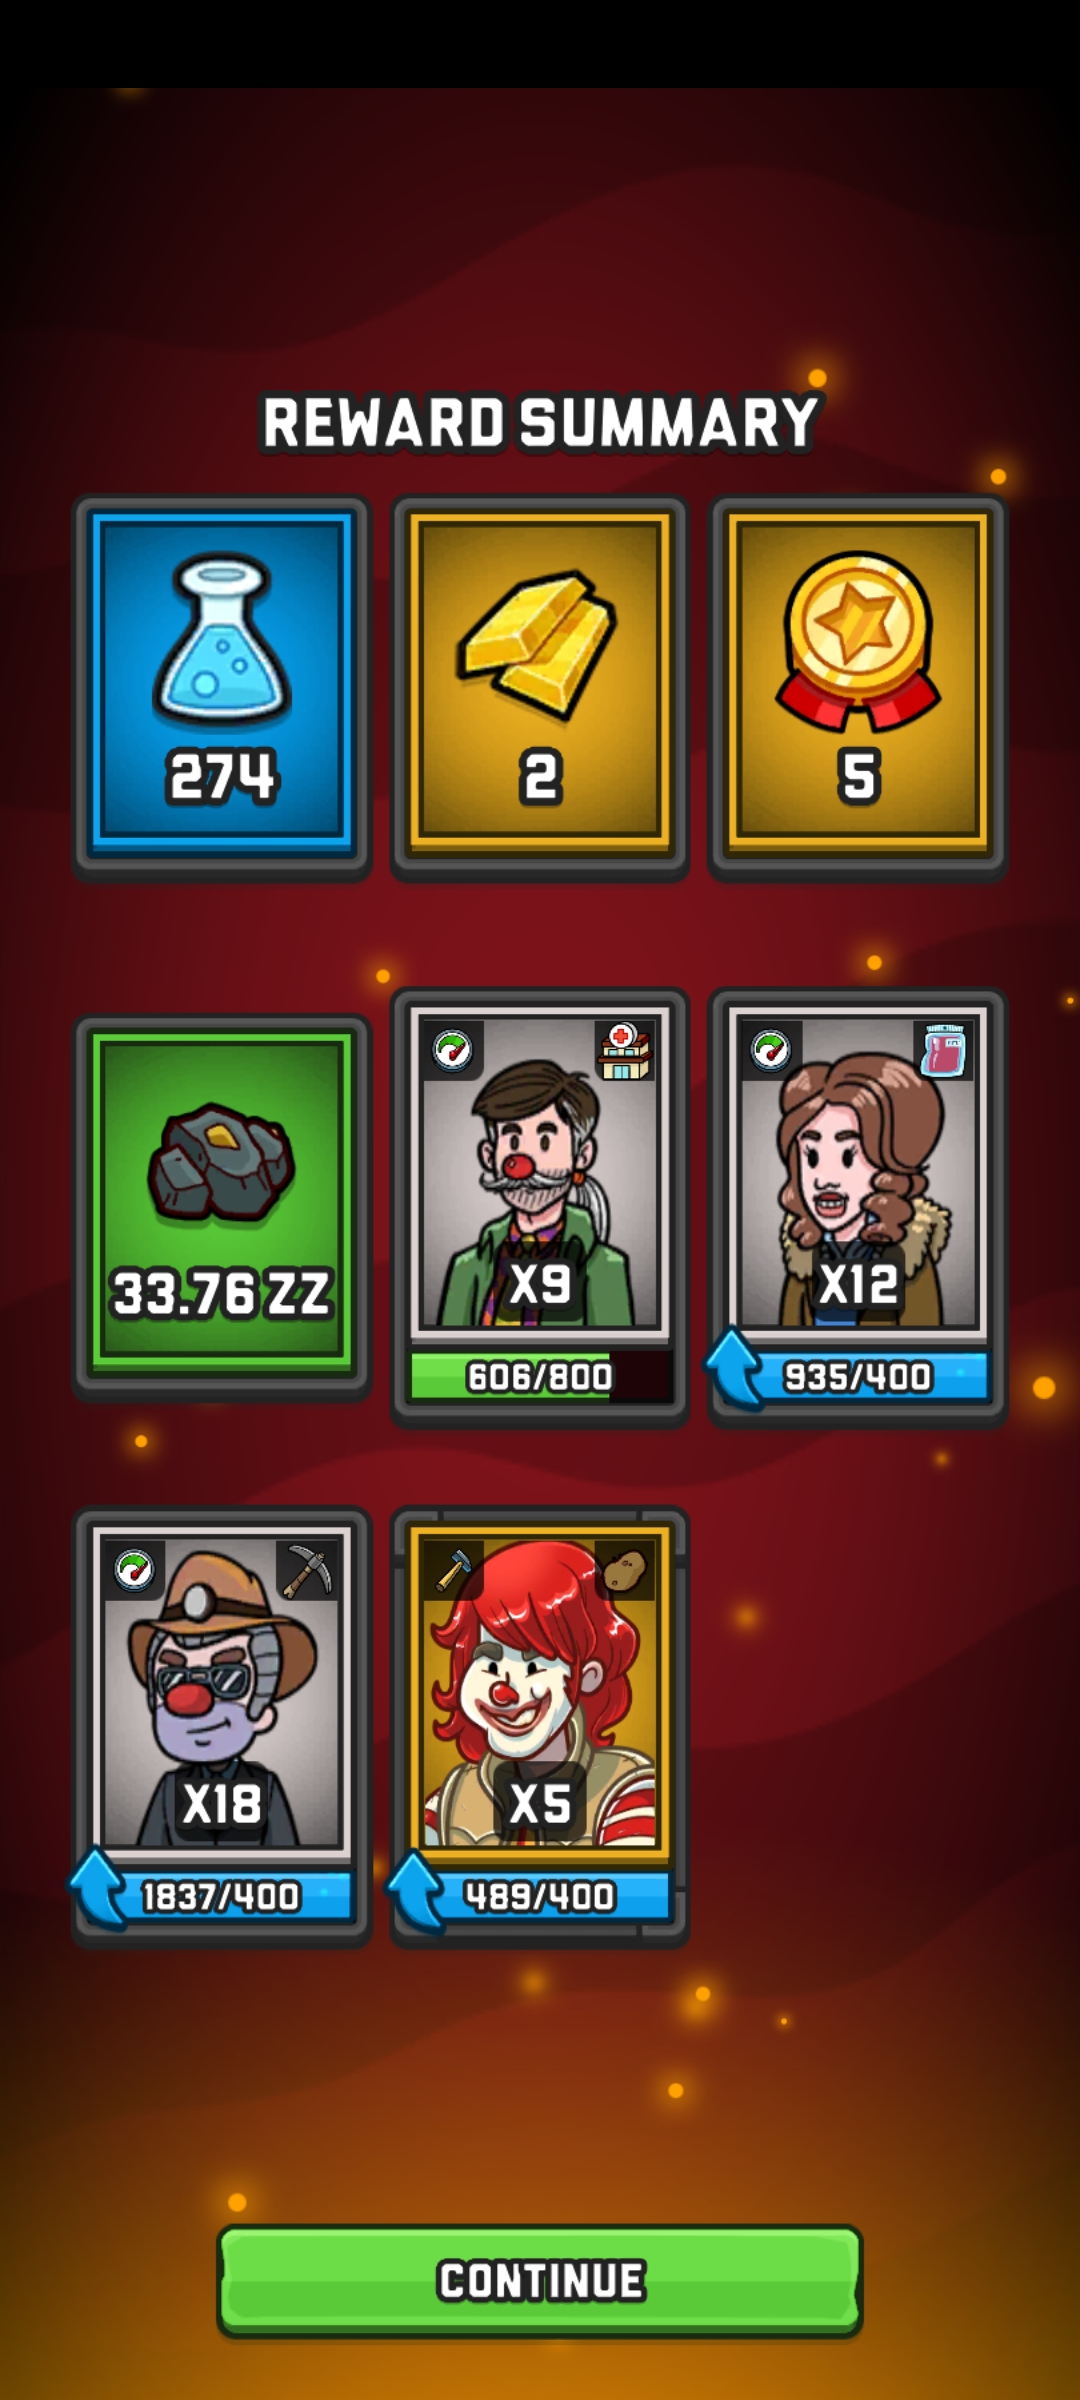 REWARD SUMMARY
274
2
5
33.76 ZZ
X9
606/800
X12
935/400
X18
1837/400
X5
489/400
CONTINUE